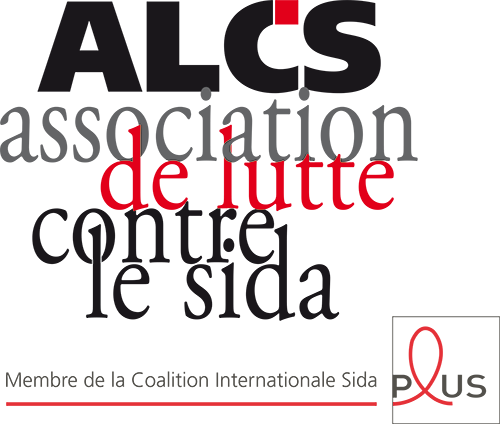 ALCS
association
de lutte
contre
le sida
Membre de la Coalition Internationale Sida
PLUS